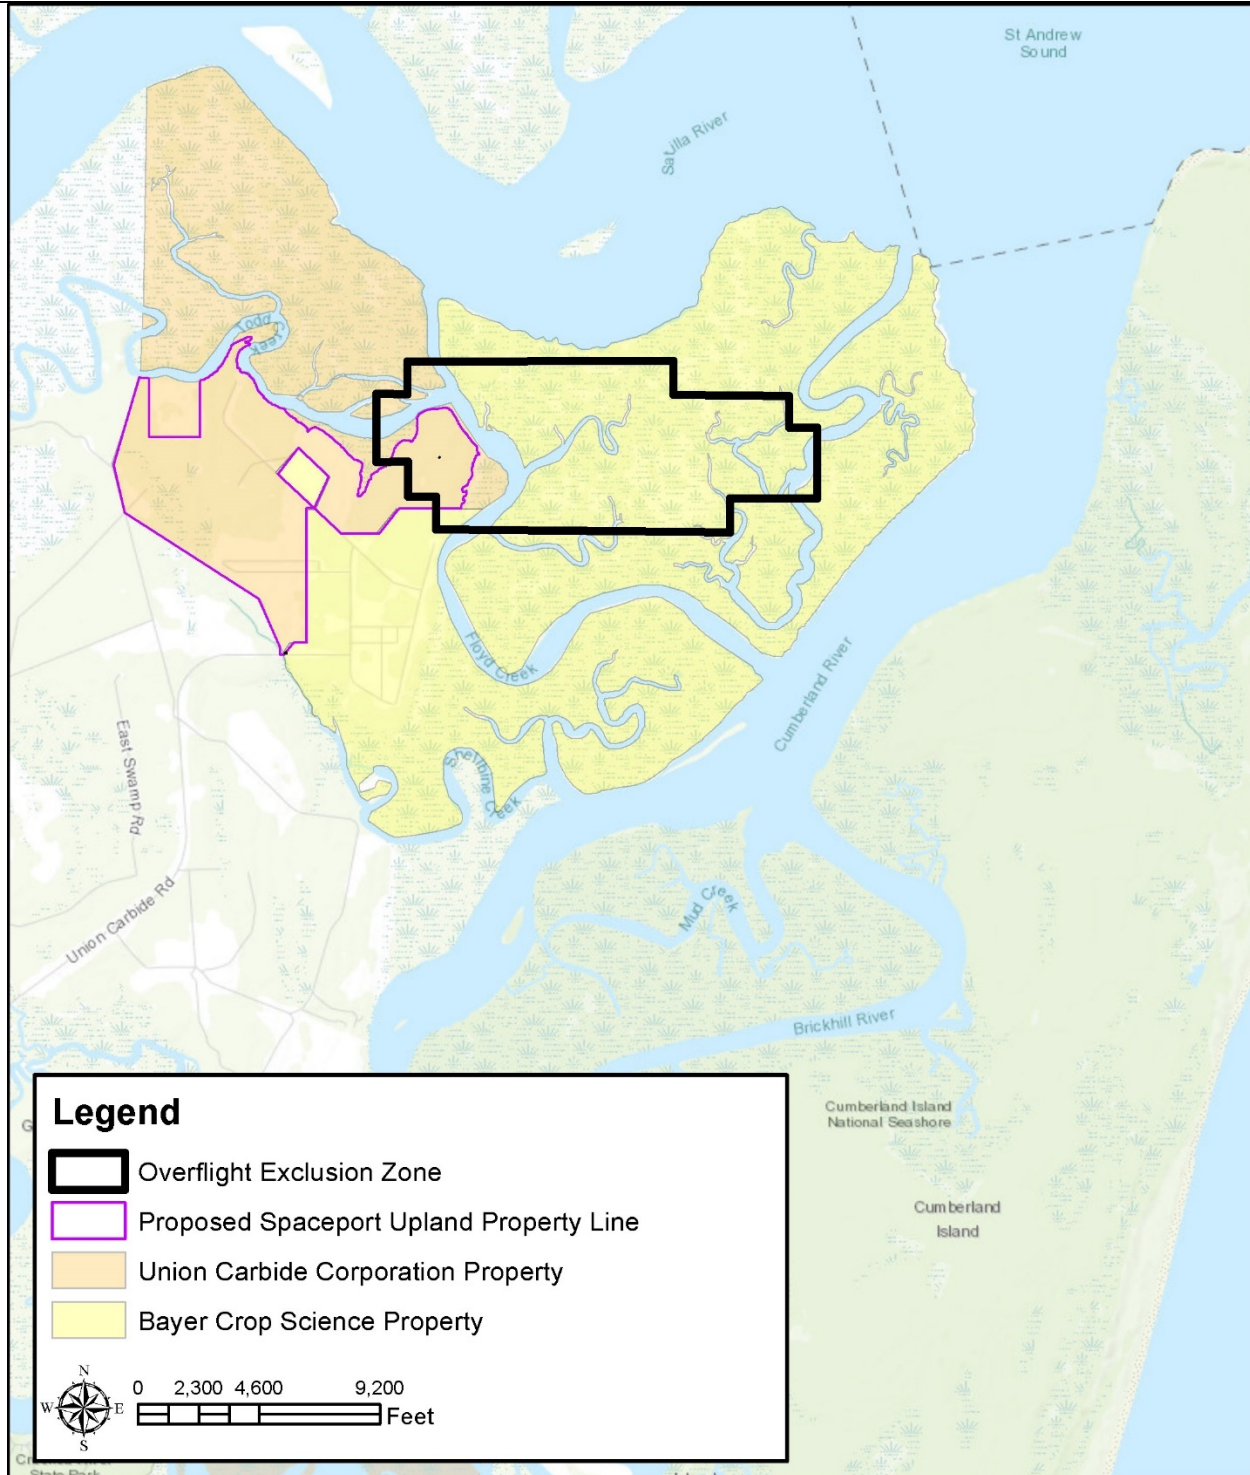 St Andrew
Sound
Satilla River
Todd
Creek
Floyd Creek
Cumberland River
Shellbine
Creek
East Swamp Rd
Union Carbide Rd
Mud Creek
Brickhill River
Cumberland Island
National Seashore
Cumberland
Island
Legend
Overflight Exclusion Zone
Proposed Spaceport Upland Property Line
Union Carbide Corporation Property
Bayer Crop Science Property
N
W E
S
0 2,300 4,600 9,200
Feet
State Park